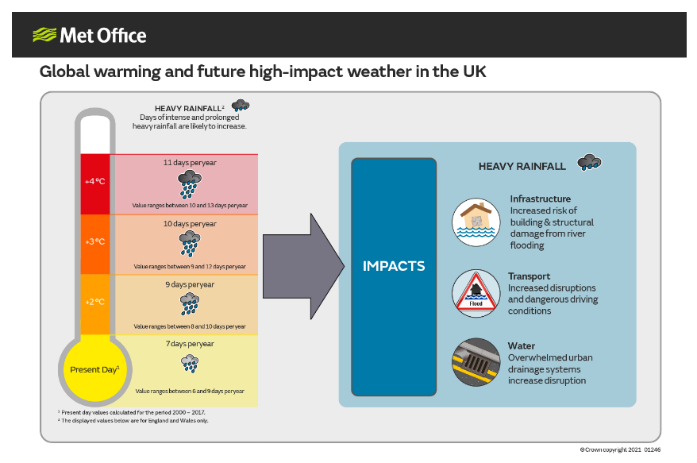 Met Office
Global warming and future high-impact weather in the UK
HEAVY RAINFALL²
Days of intense and prolonged
heavy rainfall are likely to increase.
+4°C
11 days per year
Value ranges between 10 and 13 days per year
+3°C
10 days per year
Value ranges between 9 and 12 days per year
+2°C
9 days per year
Value ranges between 8 and 10 days per year
Present Day¹
7 days per year
Value ranges between 6 and 9 days per year
¹ Present day values calculated for the period 2000 – 2017.
² The displayed values below are for England and Wales only.
IMPACTS
HEAVY RAINFALL
Infrastructure
Increased risk of
building & structural
damage from river
flooding
Flood
Transport
Increased disruptions
and dangerous driving
conditions
Water
Overwhelmed urban
drainage systems
increase disruption
© Crown copyright 2021 01246